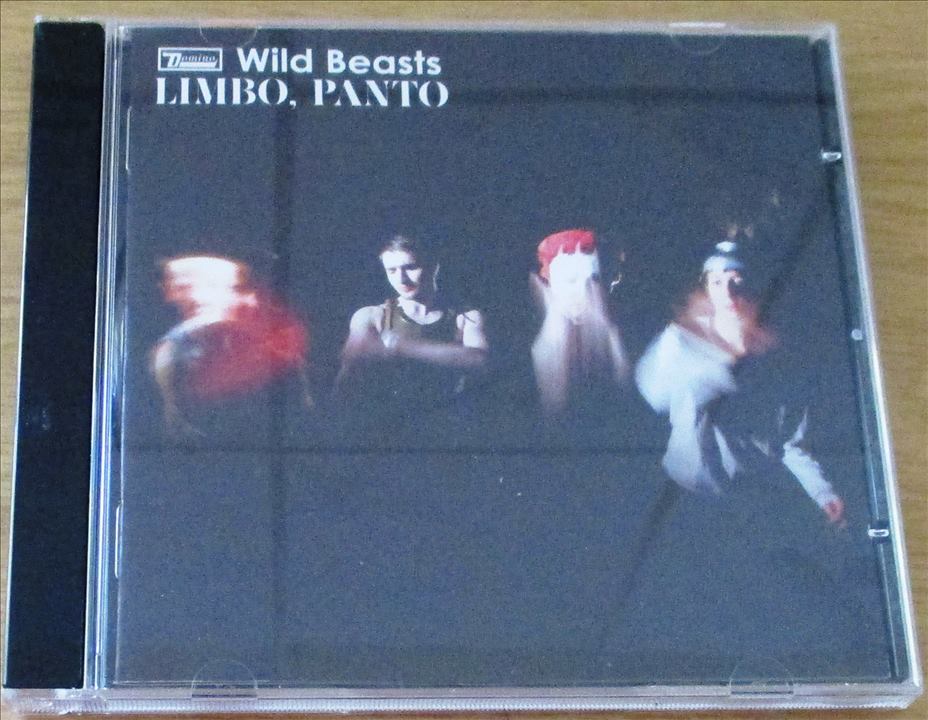 Domino Wild Beasts
LIMBO, PANTO